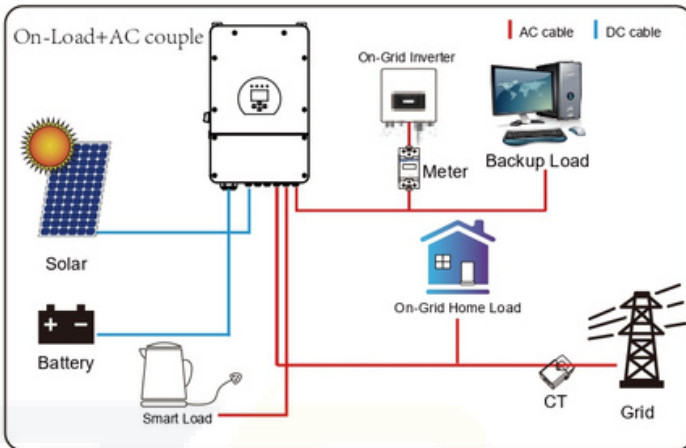 On-Load+AC couple
AC cable
DC cable
On-Grid Inverter
Meter
Backup Load
Solar
On-Grid Home Load
Battery
Smart Load
CT
Grid